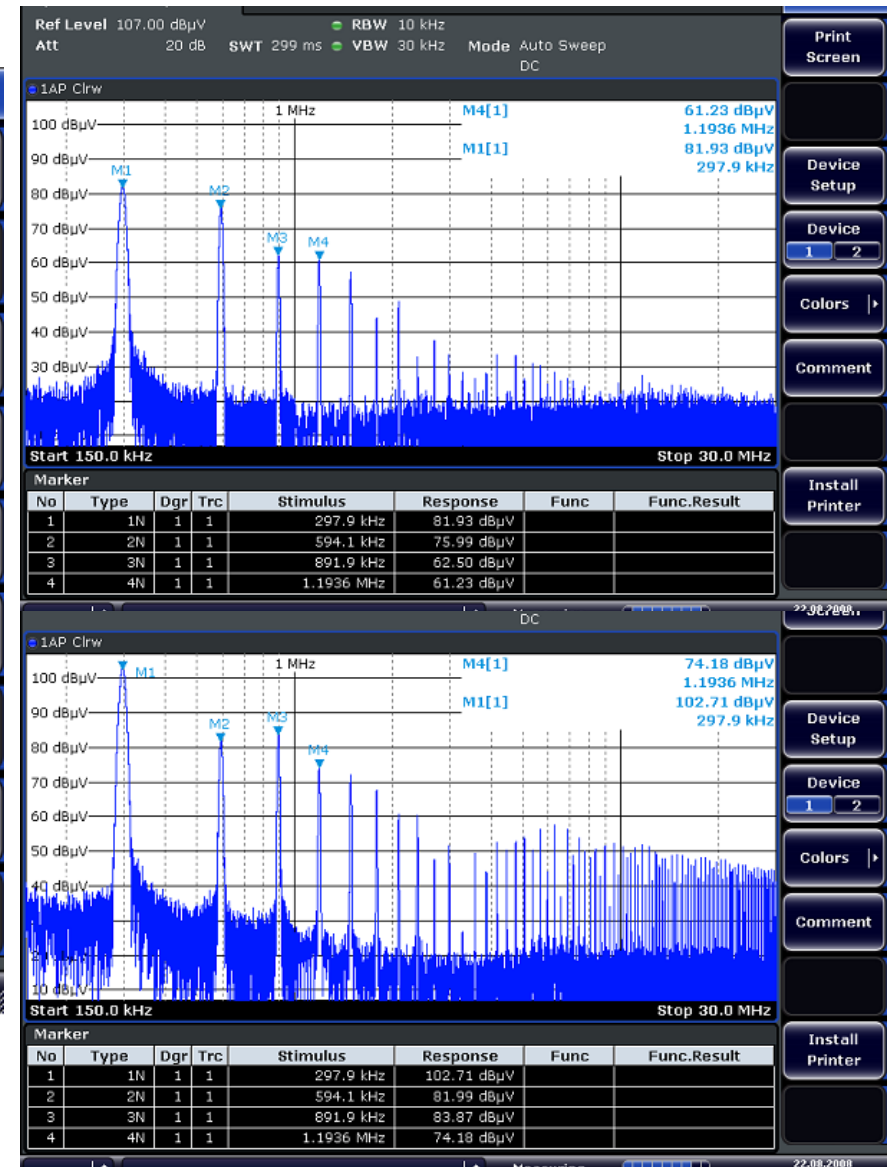 Ref Level 107.00 dBµV RBW 10 kHz
Att 20 dB SWT 299 ms VBW 30 kHz Mode Auto Sweep
DC
Print Screen
1AP Clrw
1 MHz M4[1] 61.23 dBµV
1.1936 MHz
M1[1] 81.93 dBµV
297.9 kHz
100 dBµV
90 dBµV
80 dBµV
70 dBµV
60 dBµV
50 dBµV
40 dBµV
30 dBµV
M1
M2
M3
M4
Start 150.0 kHz Stop 30.0 MHz
Device Setup
Device
1 2
Colors
Comment
Install Printer
Marker
No Type Dgr Trc Stimulus Response Func Func.Result
1 1N 1 1 297.9 kHz 81.93 dBµV
2 2N 1 1 594.1 kHz 75.99 dBµV
3 3N 1 1 891.9 kHz 62.50 dBµV
4 4N 1 1 1.1936 MHz 61.23 dBµV
DC
1AP Clrw
1 MHz M4[1] 74.18 dBµV
1.1936 MHz
M1[1] 102.71 dBµV
297.9 kHz
100 dBµV
90 dBµV
80 dBµV
70 dBµV
60 dBµV
50 dBµV
40 dBµV
10 dBµV
M1
M2
M3
M4
Start 150.0 kHz Stop 30.0 MHz
Device Setup
Device
1 2
Colors
Comment
Install Printer
Marker
No Type Dgr Trc Stimulus Response Func Func.Result
1 1N 1 1 297.9 kHz 102.71 dBµV
2 2N 1 1 594.1 kHz 81.99 dBµV
3 3N 1 1 891.9 kHz 83.87 dBµV
4 4N 1 1 1.1936 MHz 74.18 dBµV
22.08.2008